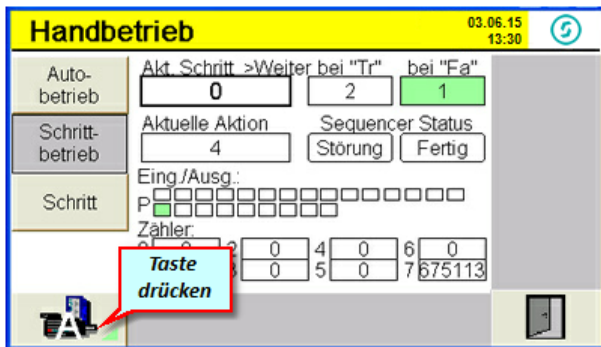 Handbetrieb
03.06.15
13:30
Auto-
betrieb
Schritt-
betrieb
Schritt
Akt. Schritt >Weiter bei "Tr" bei "Fa"
0 2 1
Aktuelle Aktion Sequencer Status
4 Störung Fertig
Eing./Ausg.:
P
Zähler:
2 0 4 0 6 0
0 5 0 7 675113
Taste
drücken
A